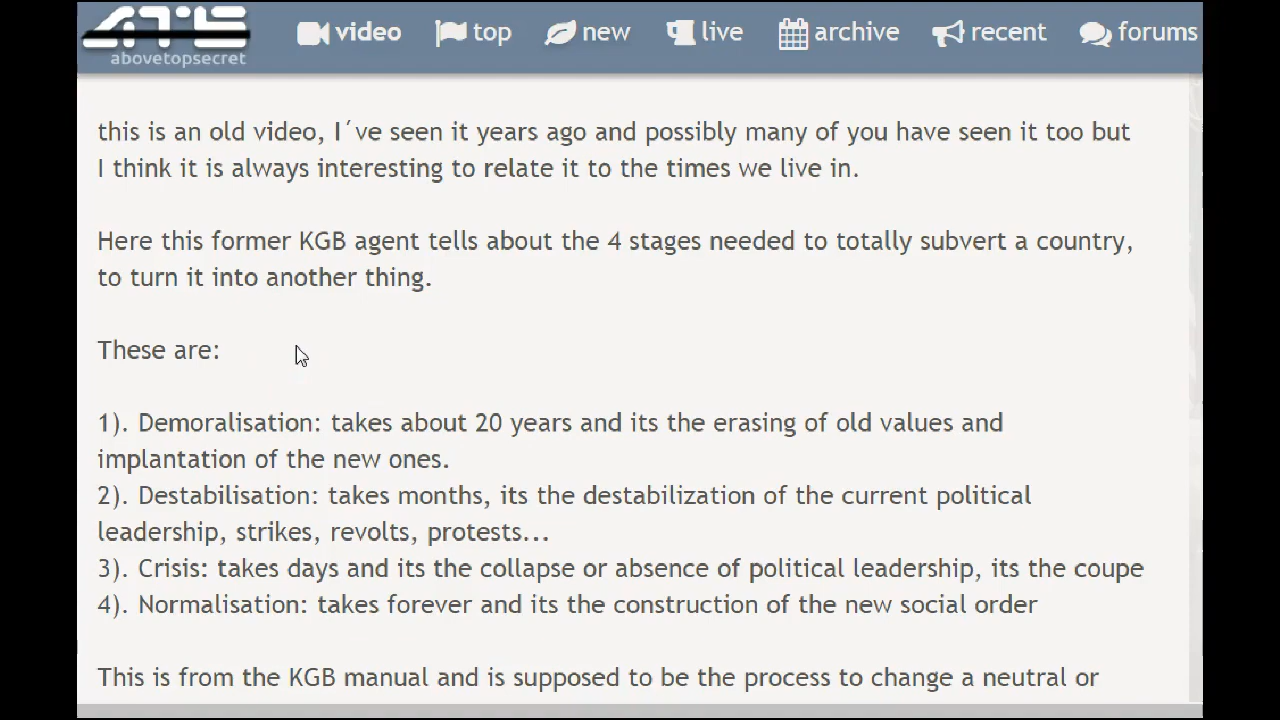 ATS video top new live archive recent forums
abovetopsecret
this is an old video, I´ve seen it years ago and possibly many of you have seen it too but
I think it is always interesting to relate it to the times we live in.
Here this former KGB agent tells about the 4 stages needed to totally subvert a country,
to turn it into another thing.
These are:
1). Demoralisation: takes about 20 years and its the erasing of old values and
implantation of the new ones.
2). Destabilisation: takes months, its the destabilization of the current political
leadership, strikes, revolts, protests...
3). Crisis: takes days and its the collapse or absence of political leadership, its the coupe
4). Normalisation: takes forever and its the construction of the new social order
This is from the KGB manual and is supposed to be the process to change a neutral or